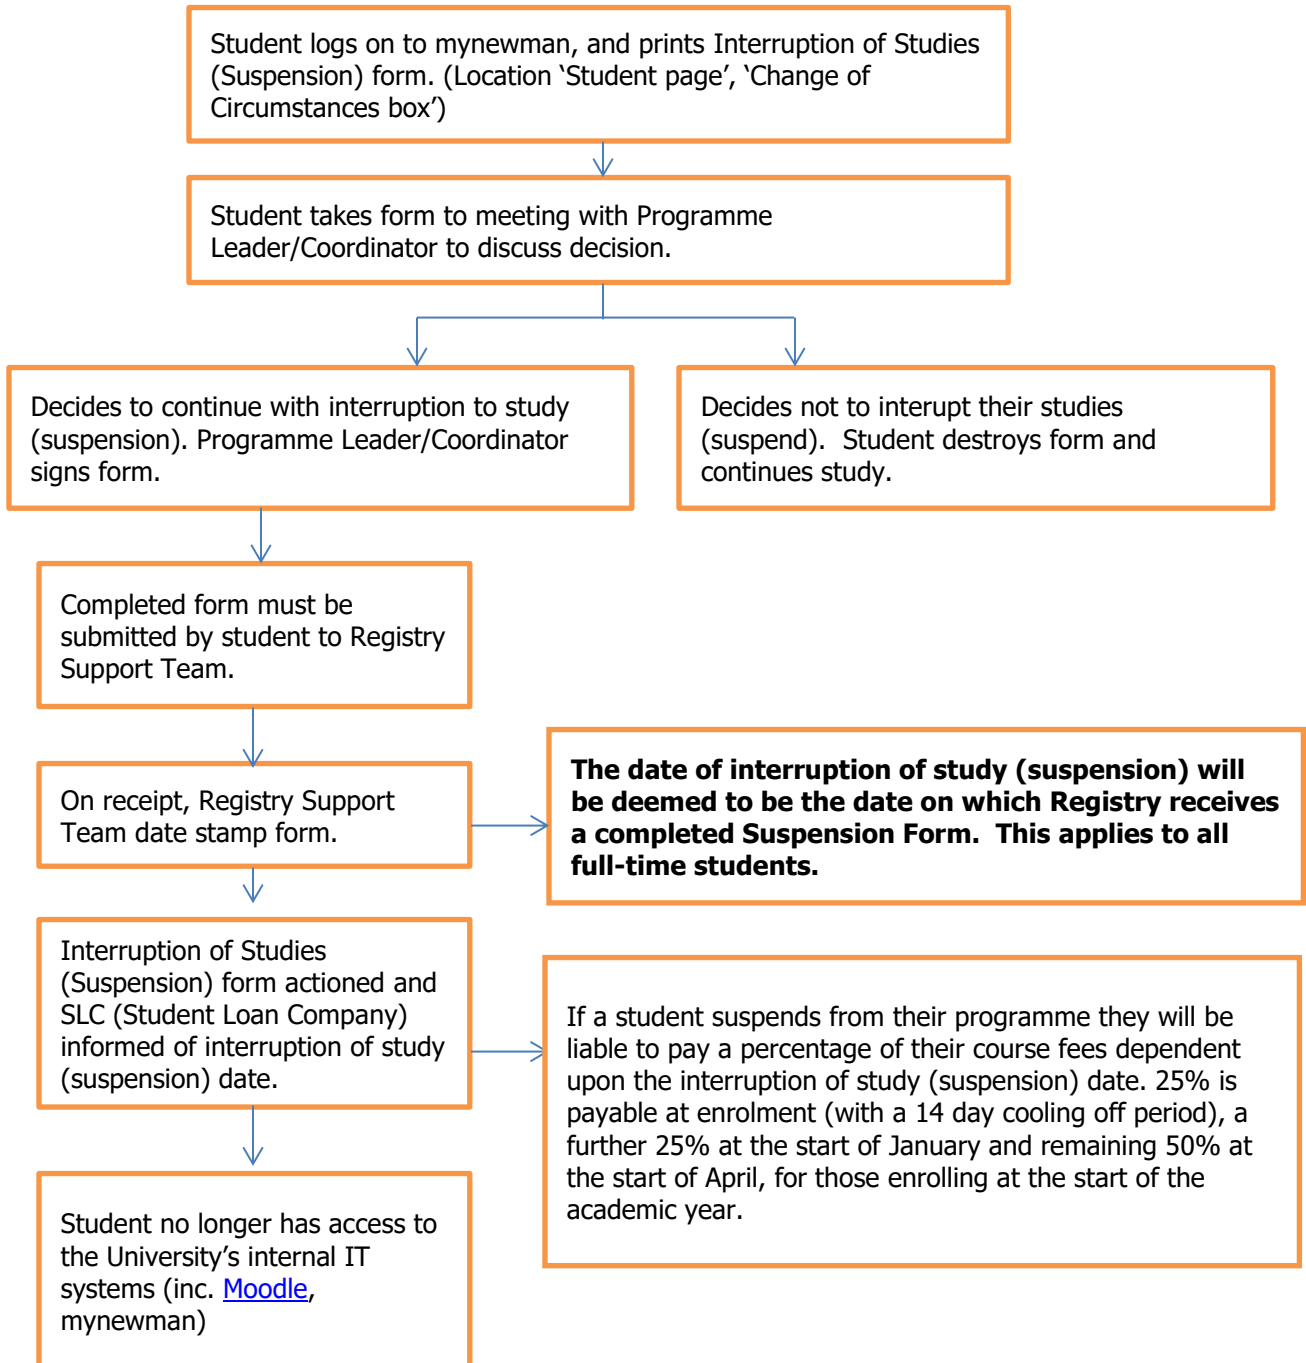 Student logs on to mynewman, and prints Interruption of Studies
(Suspension) form. (Location ‘Student page’, ‘Change of
Circumstances box’)
Student takes form to meeting with Programme
Leader/Coordinator to discuss decision.
Decides to continue with interruption to study
(suspension). Programme Leader/Coordinator
signs form.
Decides not to interupt their studies
(suspend).  Student destroys form and
continues study.
Completed form must be
submitted by student to Registry
Support Team.
On receipt, Registry Support
Team date stamp form.
The date of interruption of study (suspension) will
be deemed to be the date on which Registry receives
a completed Suspension Form.  This applies to all
full-time students.
Interruption of Studies
(Suspension) form actioned and
SLC (Student Loan Company)
informed of interruption of study
(suspension) date.
If a student suspends from their programme they will be
liable to pay a percentage of their course fees dependent
upon the interruption of study (suspension) date. 25% is
payable at enrolment (with a 14 day cooling off period), a
further 25% at the start of January and remaining 50% at
the start of April, for those enrolling at the start of the
academic year.
Student no longer has access to
the University’s internal IT
systems (inc. Moodle,
mynewman)